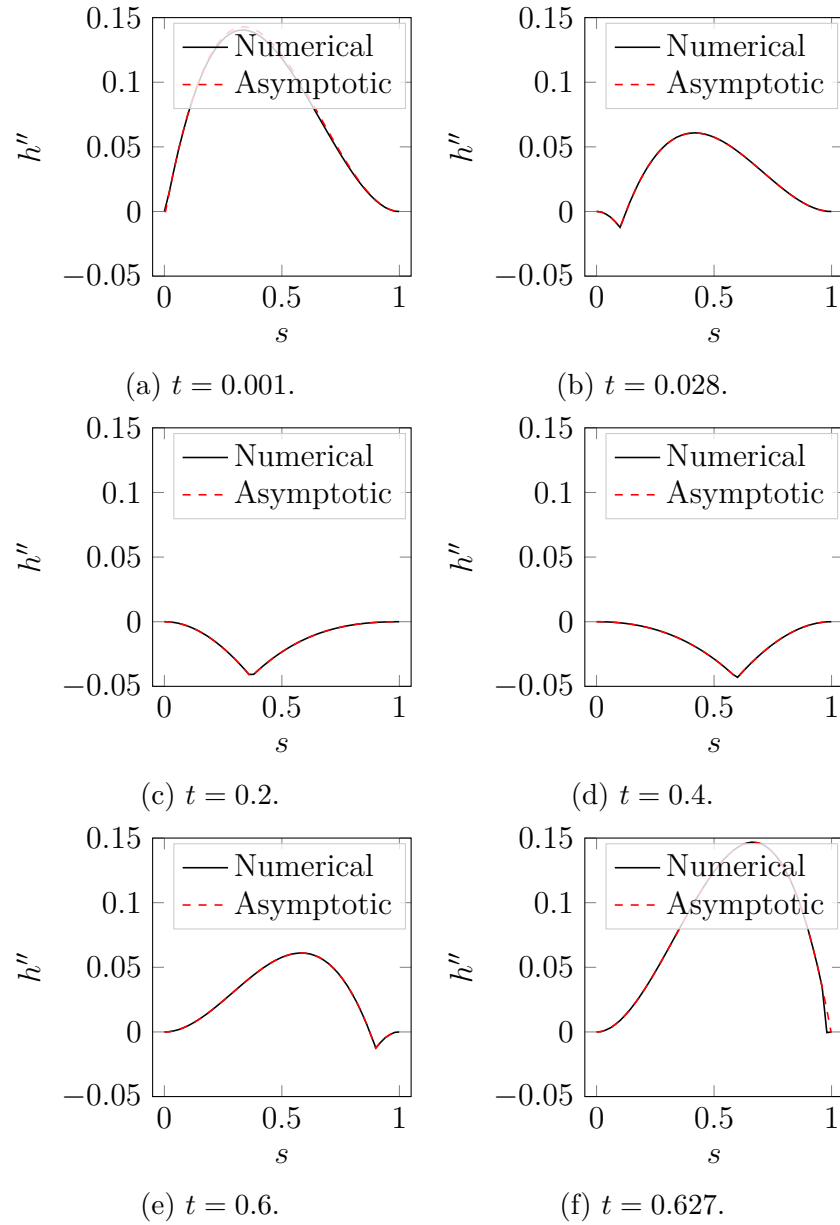 0.15
0.1
0.05
0
−0.05
h″
Numerical
Asymptotic
0 0.5 1
s
(a) t = 0.001.
0.15
0.1
0.05
0
−0.05
h″
Numerical
Asymptotic
0 0.5 1
s
(b) t = 0.028.
0.15
0.1
0.05
0
−0.05
h″
Numerical
Asymptotic
0 0.5 1
s
(c) t = 0.2.
0.15
0.1
0.05
0
−0.05
h″
Numerical
Asymptotic
0 0.5 1
s
(d) t = 0.4.
0.15
0.1
0.05
0
−0.05
h″
Numerical
Asymptotic
0 0.5 1
s
(e) t = 0.6.
0.15
0.1
0.05
0
−0.05
h″
Numerical
Asymptotic
0 0.5 1
s
(f) t = 0.627.